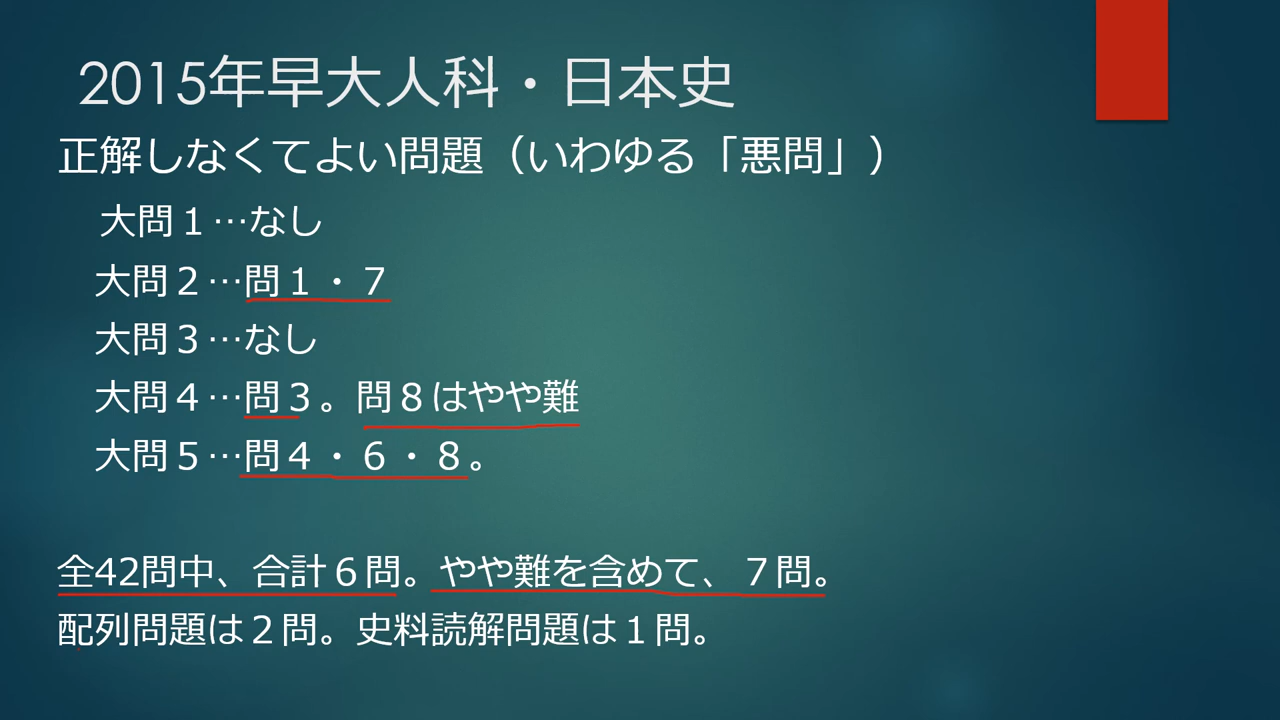 2015年早大人科・日本史
正解しなくてよい問題（いわゆる「悪問」）
大問１…なし
大問２…問１・７
大問３…なし
大問４…問３。問８はやや難
大問５…問４・６・８。
全42問中、合計６問。やや難を含めて、７問。
配列問題は２問。史料読解問題は１問。